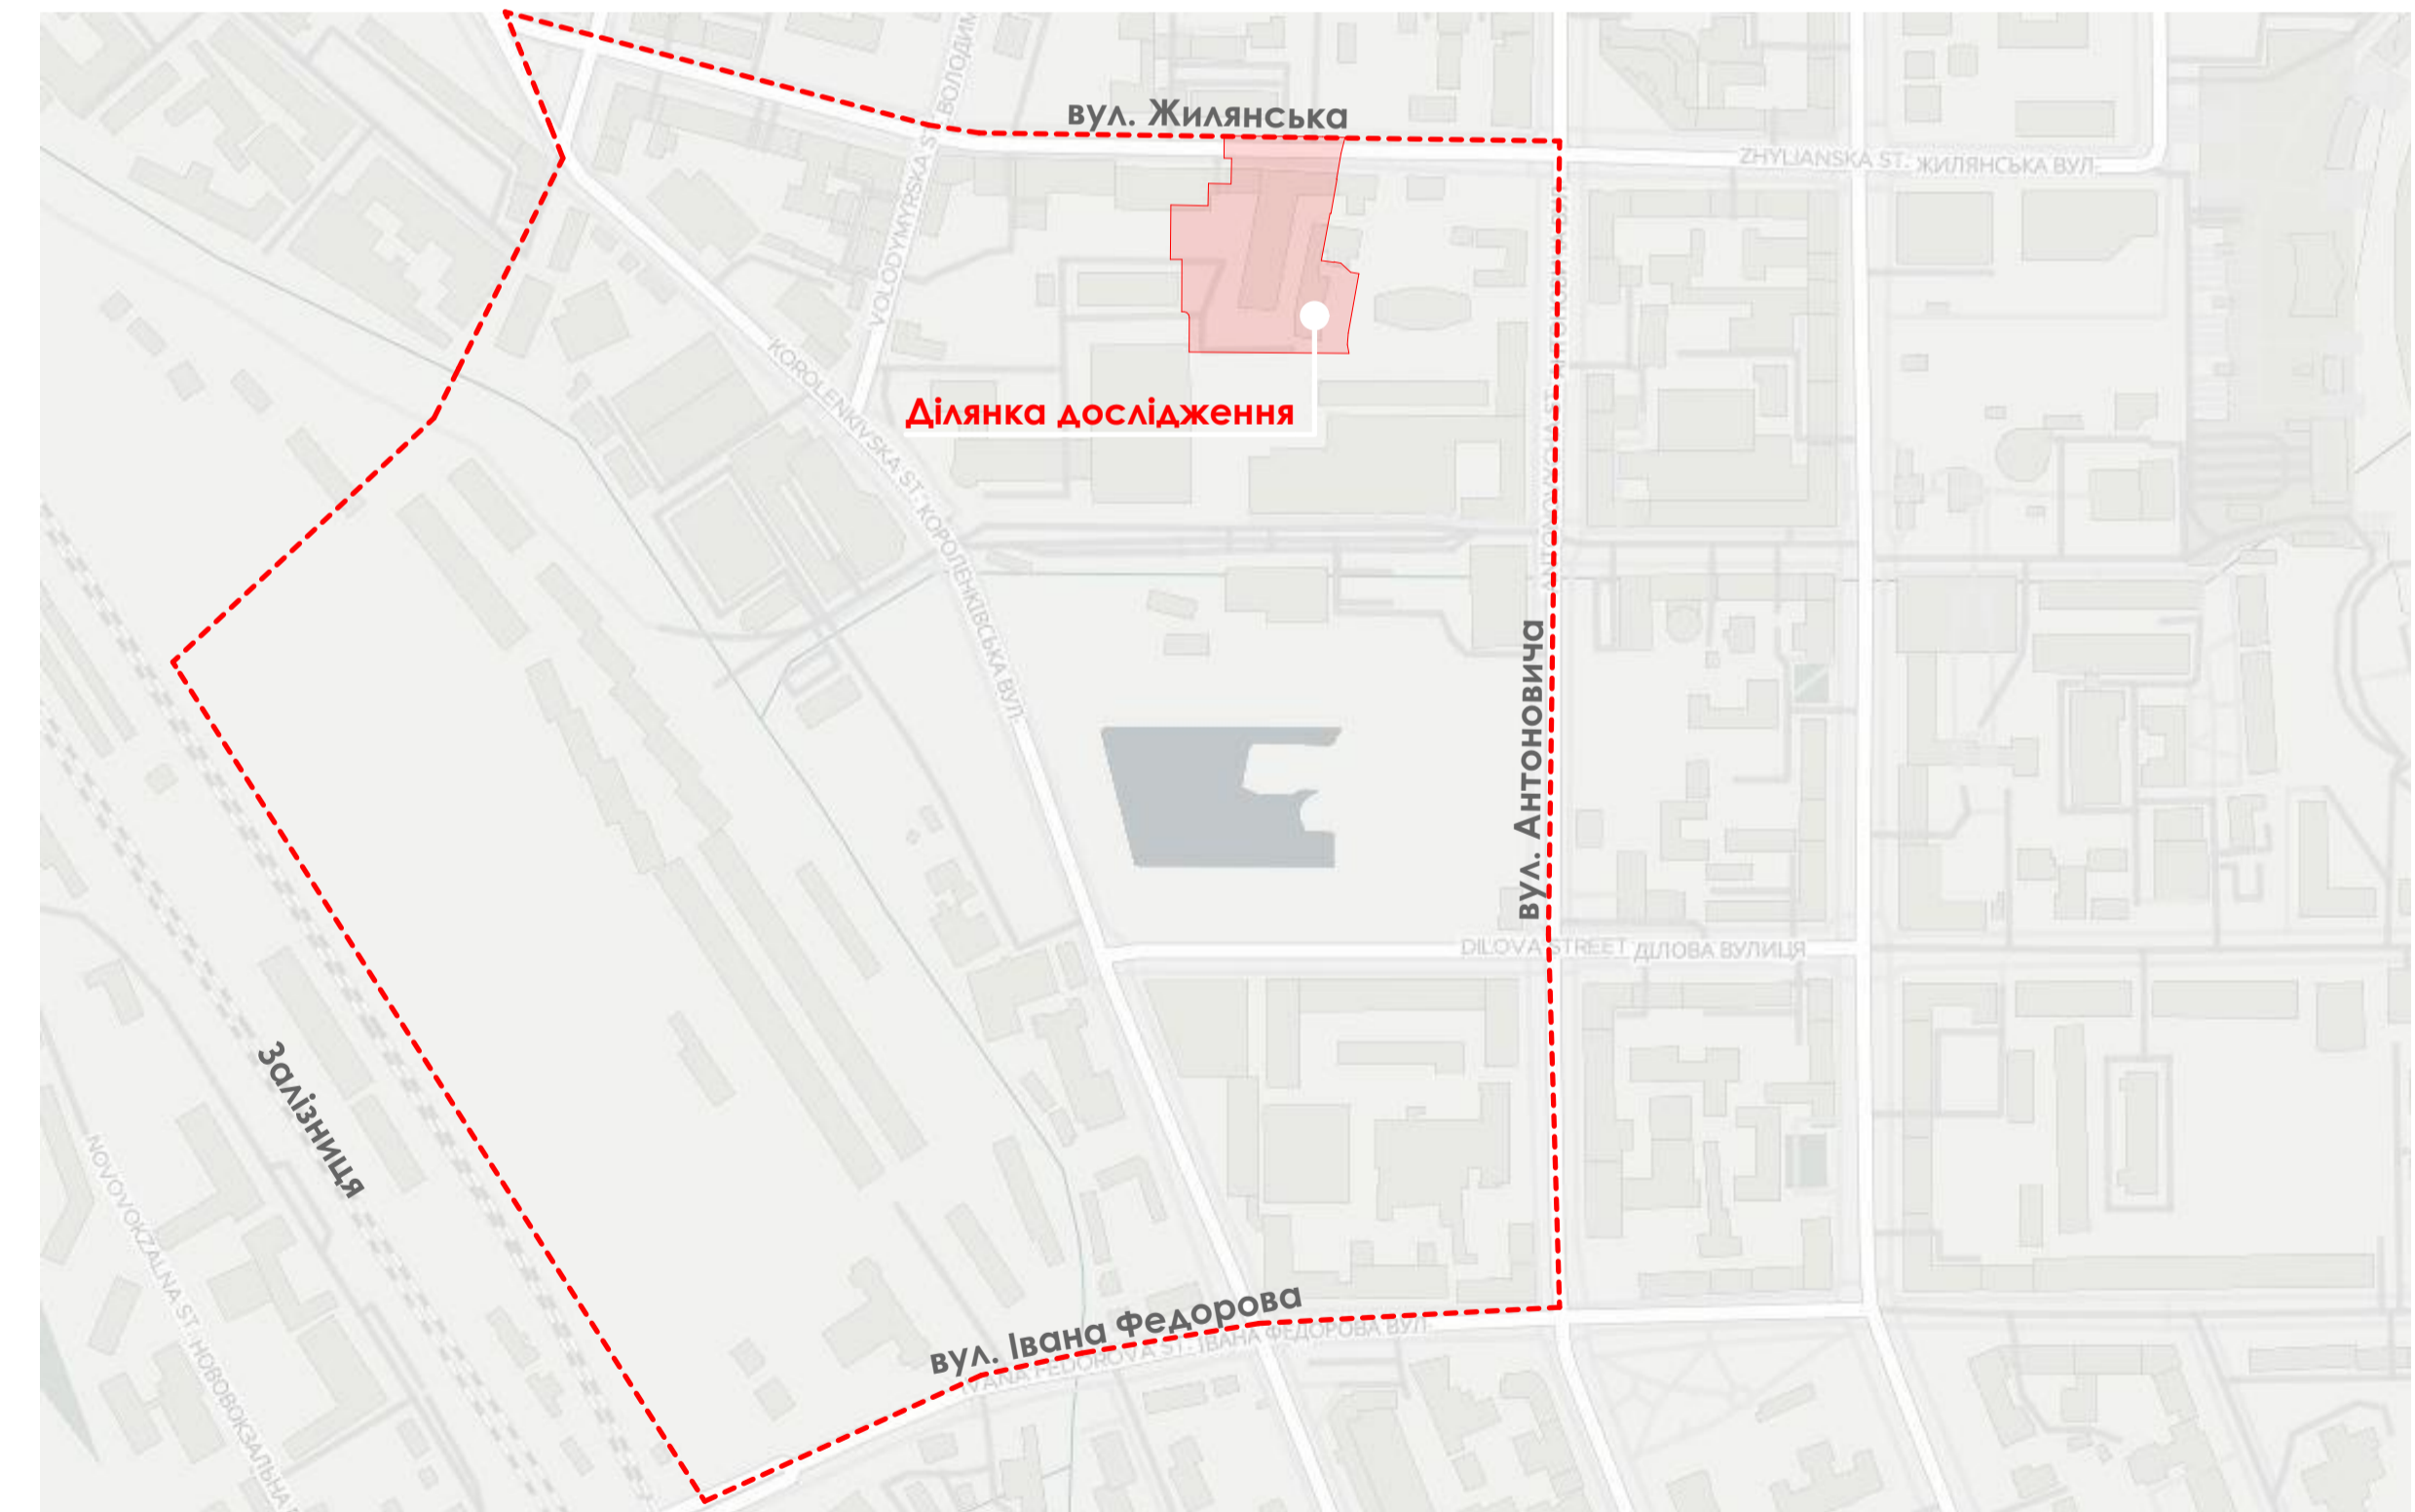 вул. Жилянська
ZHYLIANSKA ST. ЖИЛЯНСЬКА ВУЛ.
VOLODYMYRSKA ST. ВОЛОДИМ
Ділянка дослідження
KOROLENKIVSKA ST. КОРОЛЕНКІВСЬКА ВУЛ.
вул. Антоновича
DILOVA STREET ДІЛОВА ВУЛИЦЯ
Залізниця
NOVOVOKZALNA ST. НОВОВОКЗАЛЬНА
вул. Івана Федорова
IVANA FEDOROVA ST. ІВАНА ФЕДОРОВА ВУЛ.